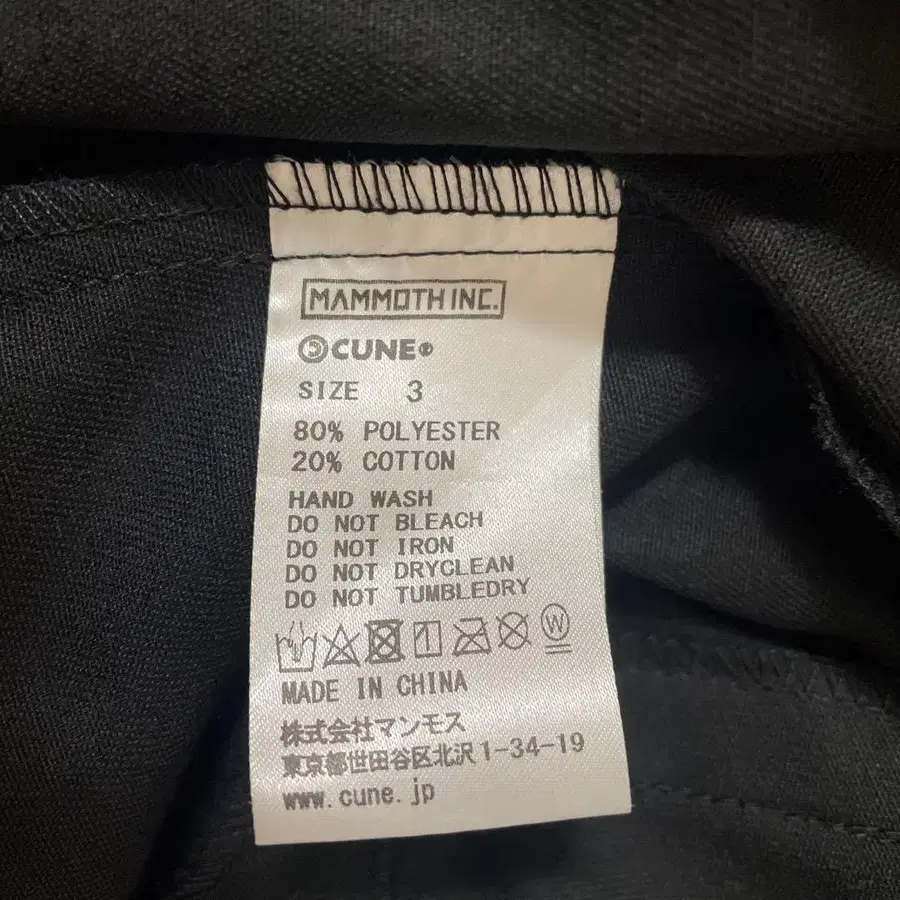 MAMMOTH INC.
CUNE®
SIZE 3
80% POLYESTER
20% COTTON
HAND WASH
DO NOT BLEACH
DO NOT IRON
DO NOT DRYCLEAN
DO NOT TUMBLEDRY
W
MADE IN CHINA
株式会社マンモス
東京都世田谷区北沢1-34-19
www.cune.jp